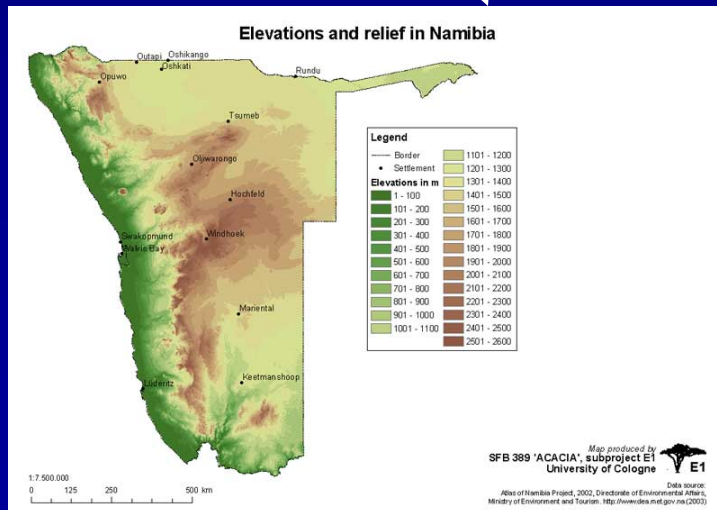 Elevations and relief in Namibia
Outapi
Oshikango
Oshkati
Opuwo
Rundu
Tsumeb
Otjiwarongo
Hochfeld
Swakopmund
Walvis Bay
Windhoek
Mariental
Lüderitz
Keetmanshoop
Legend
Border
Settlement
Elevations in m
1 - 100
101 - 200
201 - 300
301 - 400
401 - 500
501 - 600
601 - 700
701 - 800
801 - 900
901 - 1000
1001 - 1100
1101 - 1200
1201 - 1300
1301 - 1400
1401 - 1500
1501 - 1600
1601 - 1700
1701 - 1800
1801 - 1900
1901 - 2000
2001 - 2100
2101 - 2200
2201 - 2300
2301 - 2400
2401 - 2500
2501 - 2600
1:7.500.000
0 125 250 500 km
Map produced by
SFB 389 'ACACIA', subproject E1
University of Cologne
E1
Data source:
Atlas of Namibia Project, 2002, Directorate of Environmental Affairs,
Ministry of Environment and Tourism. http://www.dea.met.gov.na (2003)